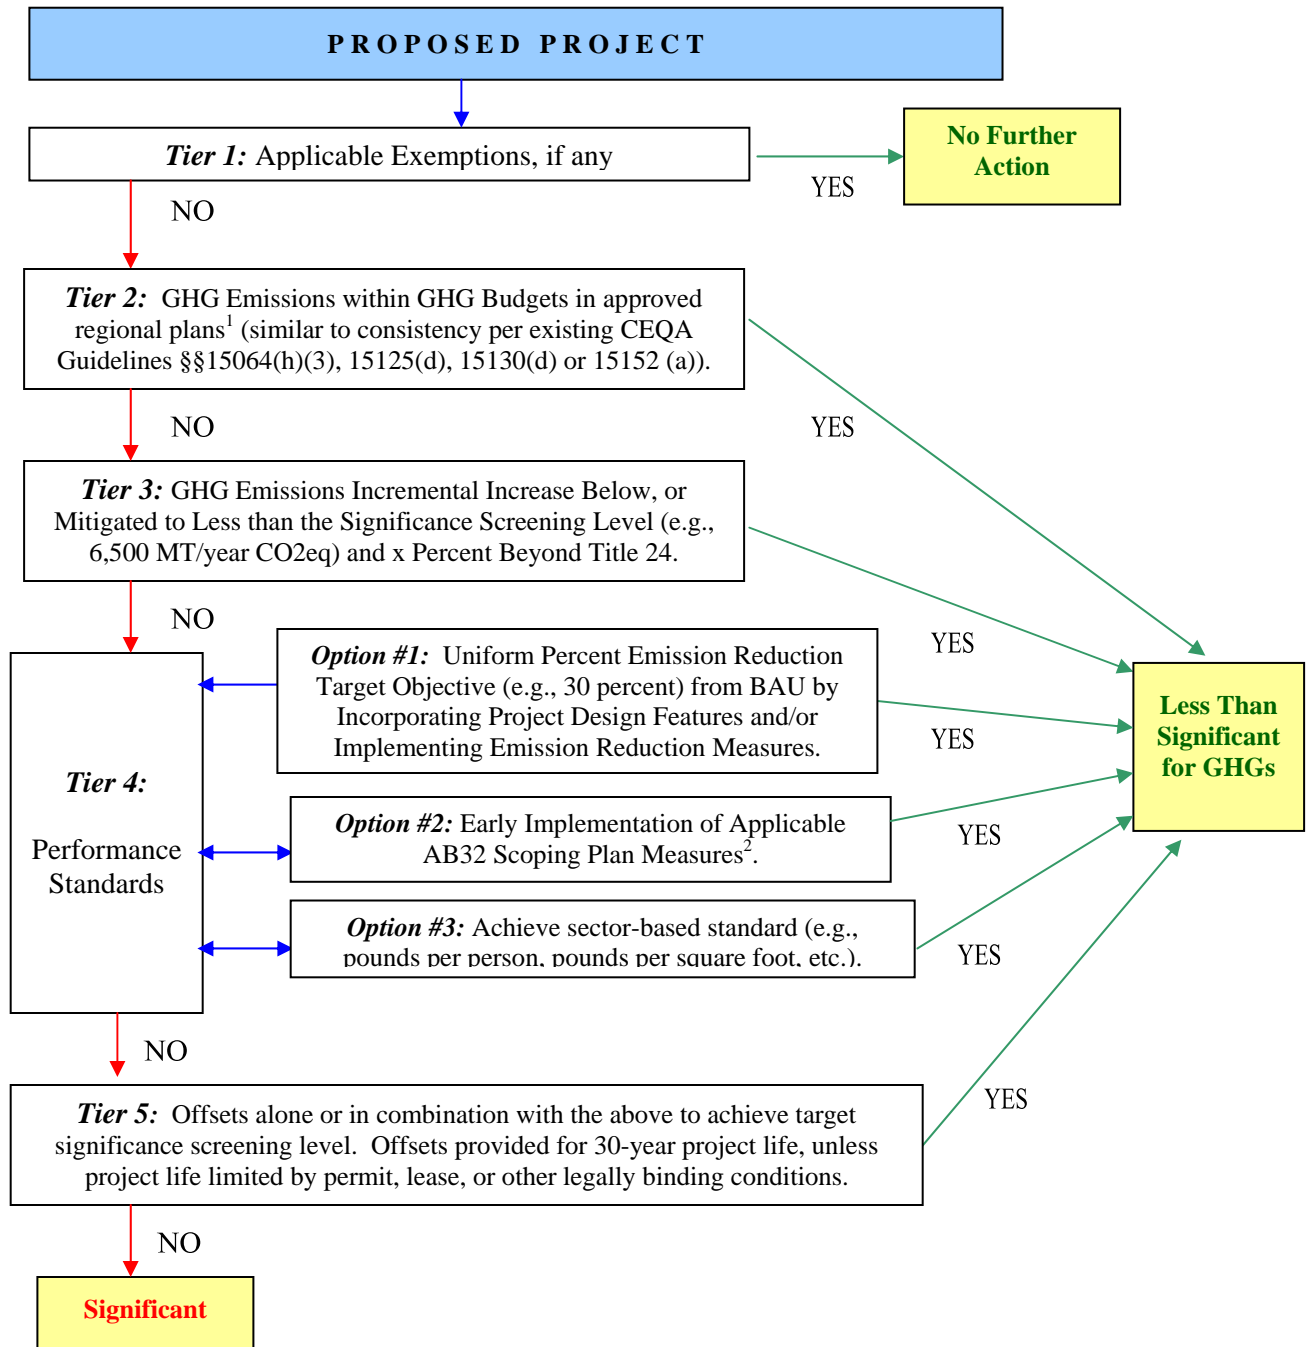 PROPOSED PROJECT
Tier 1: Applicable Exemptions, if any
YES
No Further
Action
NO
Tier 2: GHG Emissions within GHG Budgets in approved
regional plans1 (similar to consistency per existing CEQA
Guidelines §§15064(h)(3), 15125(d), 15130(d) or 15152 (a)).
YES
NO
Tier 3: GHG Emissions Incremental Increase Below, or
Mitigated to Less than the Significance Screening Level (e.g.,
6,500 MT/year CO2eq) and x Percent Beyond Title 24.
YES
NO
Tier 4:
Performance
Standards
Option #1: Uniform Percent Emission Reduction
Target Objective (e.g., 30 percent) from BAU by
Incorporating Project Design Features and/or
Implementing Emission Reduction Measures.
YES
Option #2: Early Implementation of Applicable
AB32 Scoping Plan Measures2.
YES
Option #3: Achieve sector-based standard (e.g.,
pounds per person, pounds per square foot, etc.).
YES
Less Than
Significant
for GHGs
NO
Tier 5: Offsets alone or in combination with the above to achieve target
significance screening level. Offsets provided for 30-year project life, unless
project life limited by permit, lease, or other legally binding conditions.
YES
NO
Significant